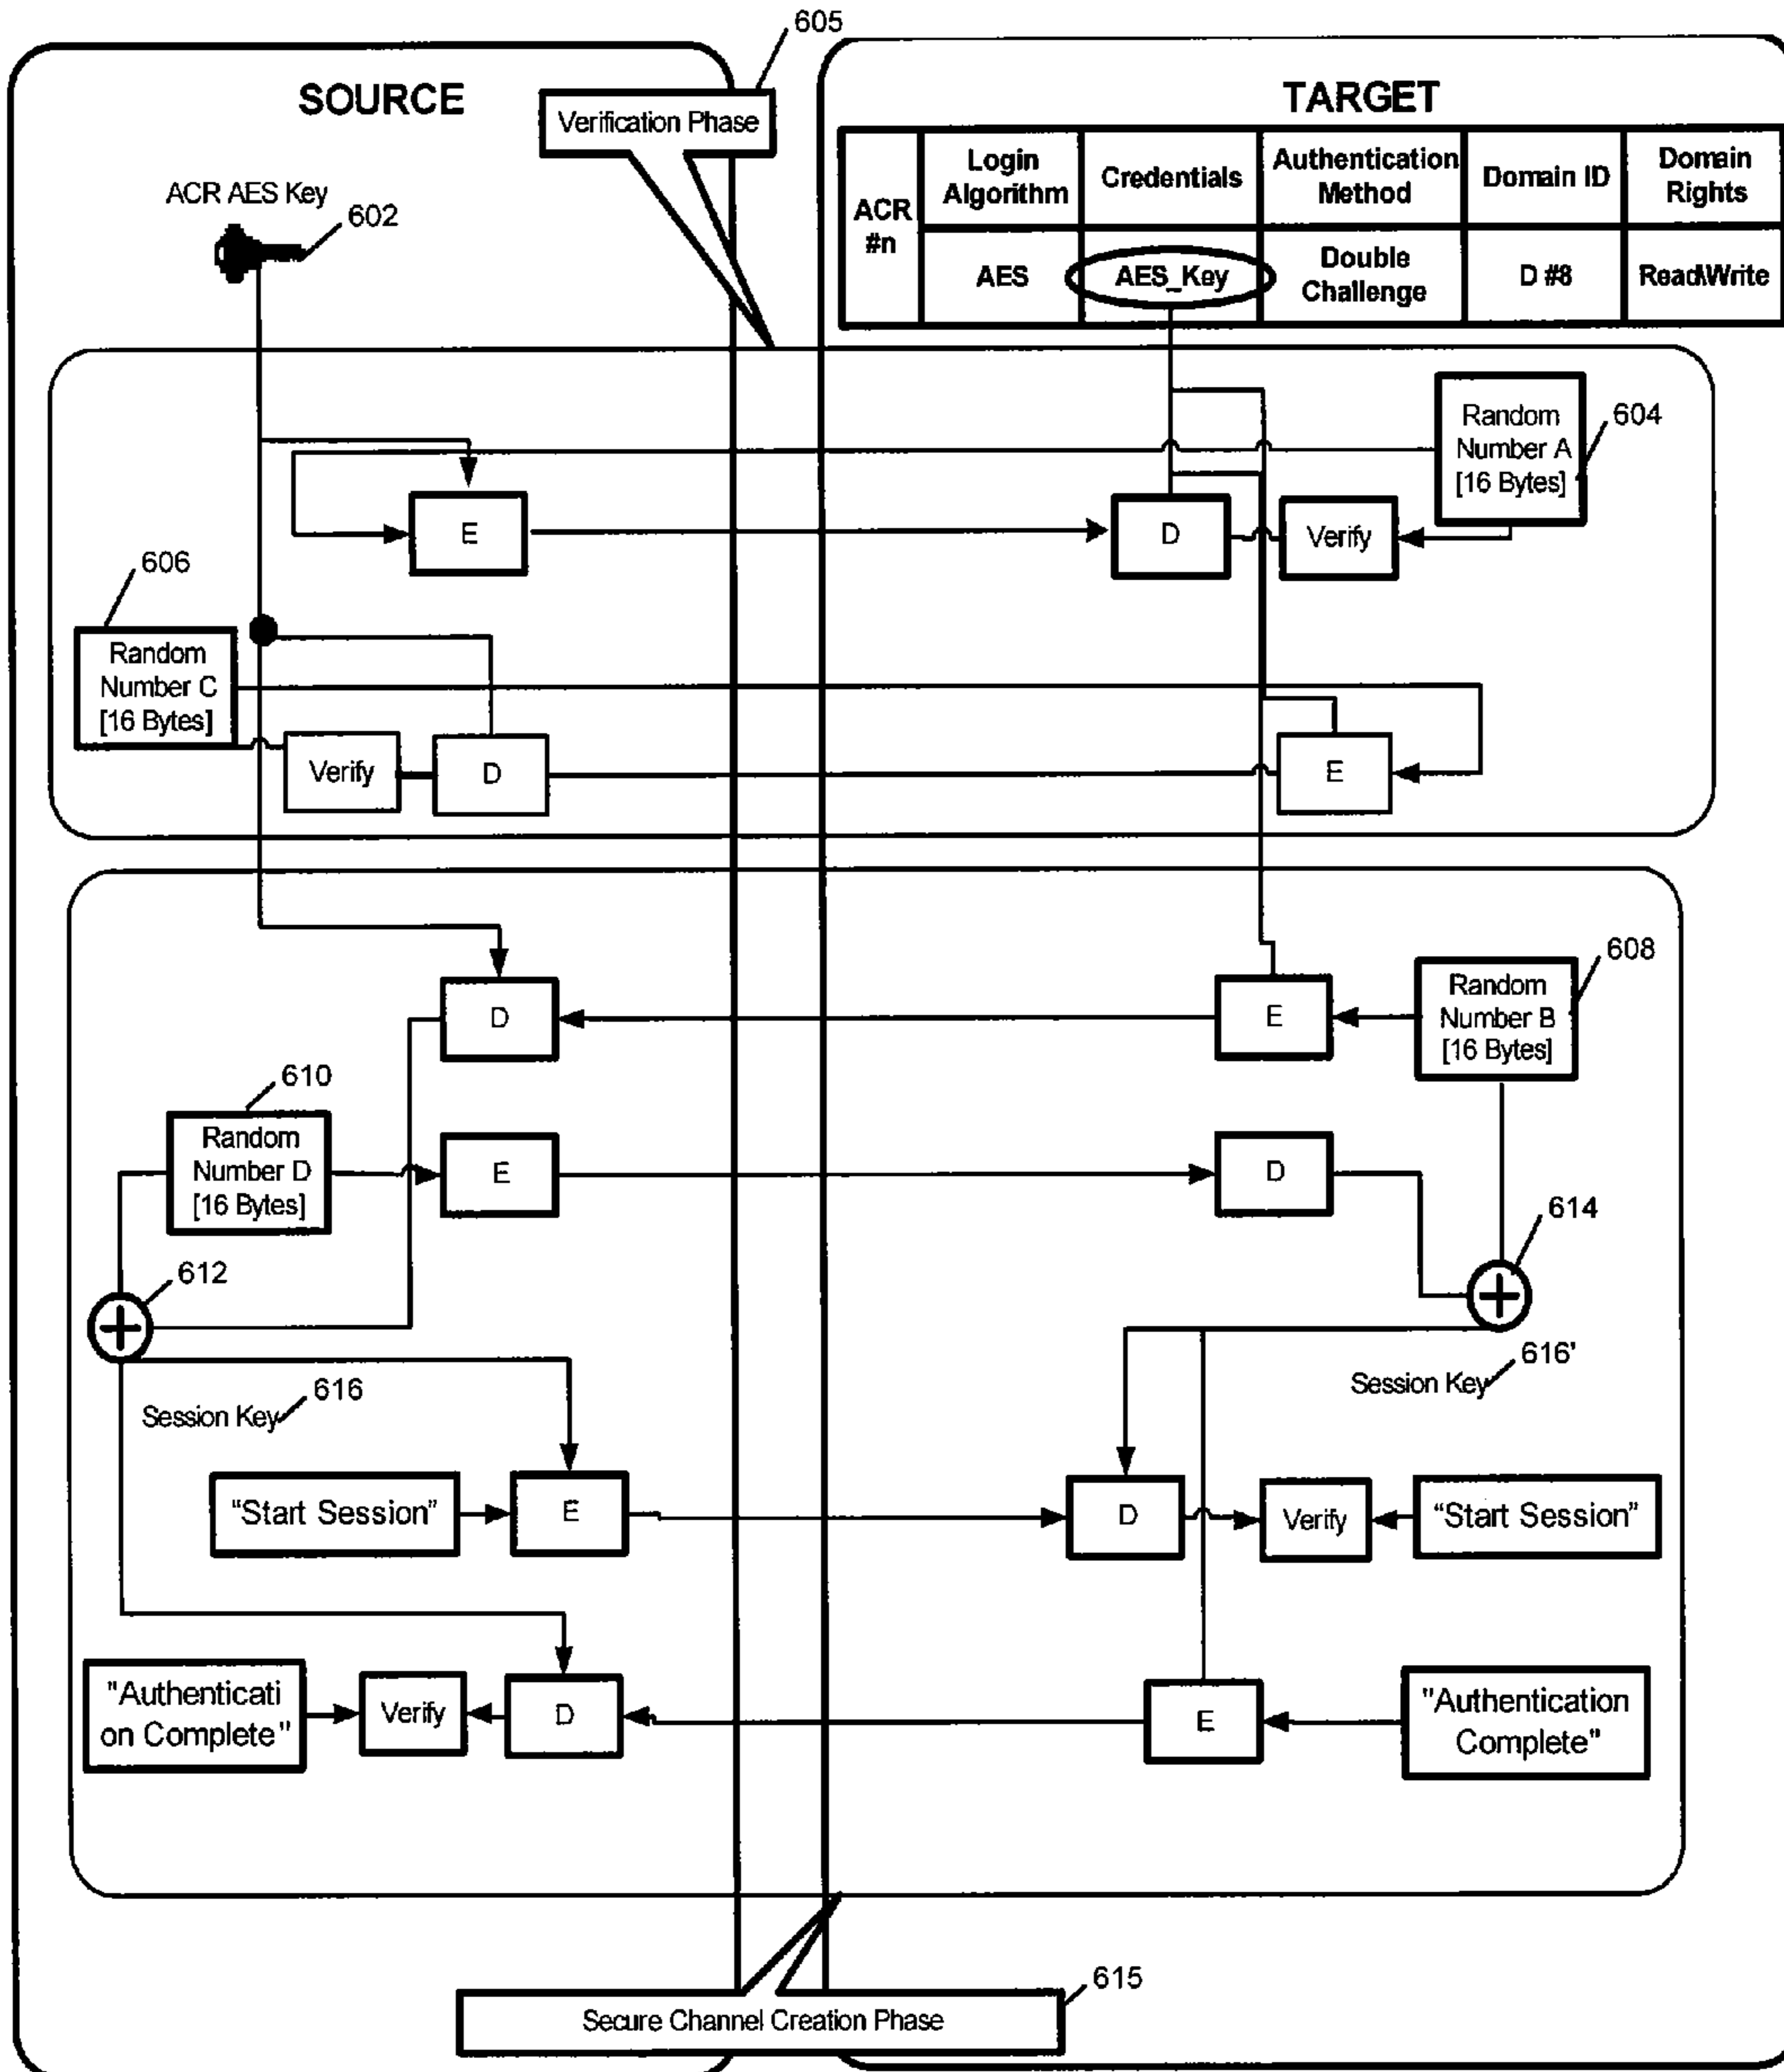 605
SOURCE
TARGET
Verification Phase
ACR #n
Login Algorithm
Credentials
Authentication Method
Domain ID
Domain Rights
AES
AES_Key
Double Challenge
D #8
Read\Write
ACR AES Key
602
Random
Number A
[16 Bytes]
604
E
D
Verify
606
Random
Number C
[16 Bytes]
Verify
D
E
D
E
Random
Number B
[16 Bytes]
608
610
Random
Number D
[16 Bytes]
E
D
614
612
616'
Session Key
616
Session Key
"Start Session"
E
D
Verify
"Start Session"
"Authenticati
on Complete"
Verify
D
E
"Authentication
Complete"
615
Secure Channel Creation Phase